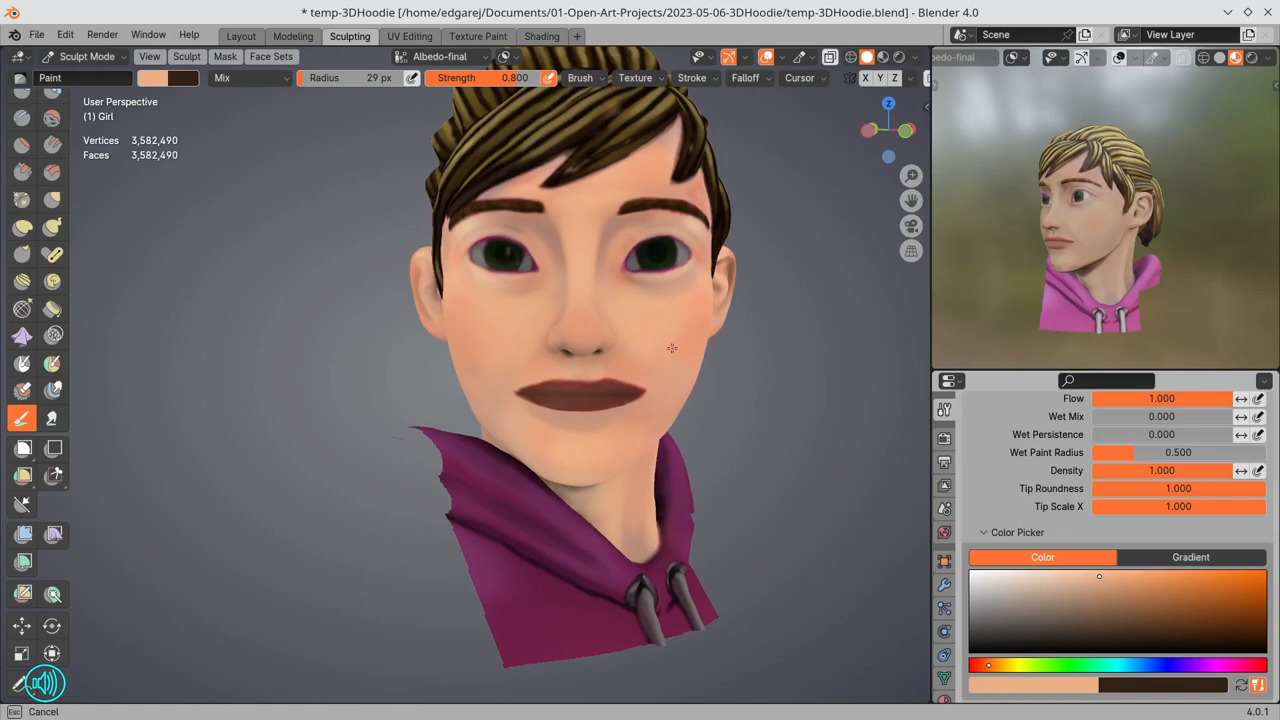 * temp-3DHoodie [/home/edgarej/Documents/01-Open-Art-Projects/2023-05-06-3DHoodie/temp-3DHoodie.blend] - Blender 4.0
File Edit Render Window Help Layout Modeling Sculpting UV Editing Texture Paint Shading + Scene View Layer
Sculpt Mode View Sculpt Mask Face Sets Albedo-final bedo-final
Paint Mix Radius 29 px Strength 0.800 Brush Texture Stroke Falloff Cursor X Y Z
User Perspective
(1) Girl
Vertices 3,582,490
Faces 3,582,490
Z
Flow 1.000
Wet Mix 0.000
Wet Persistence 0.000
Wet Paint Radius 0.500
Density 1.000
Tip Roundness 1.000
Tip Scale X 1.000
Color Picker
Color Gradient
Esc Cancel 4.0.1